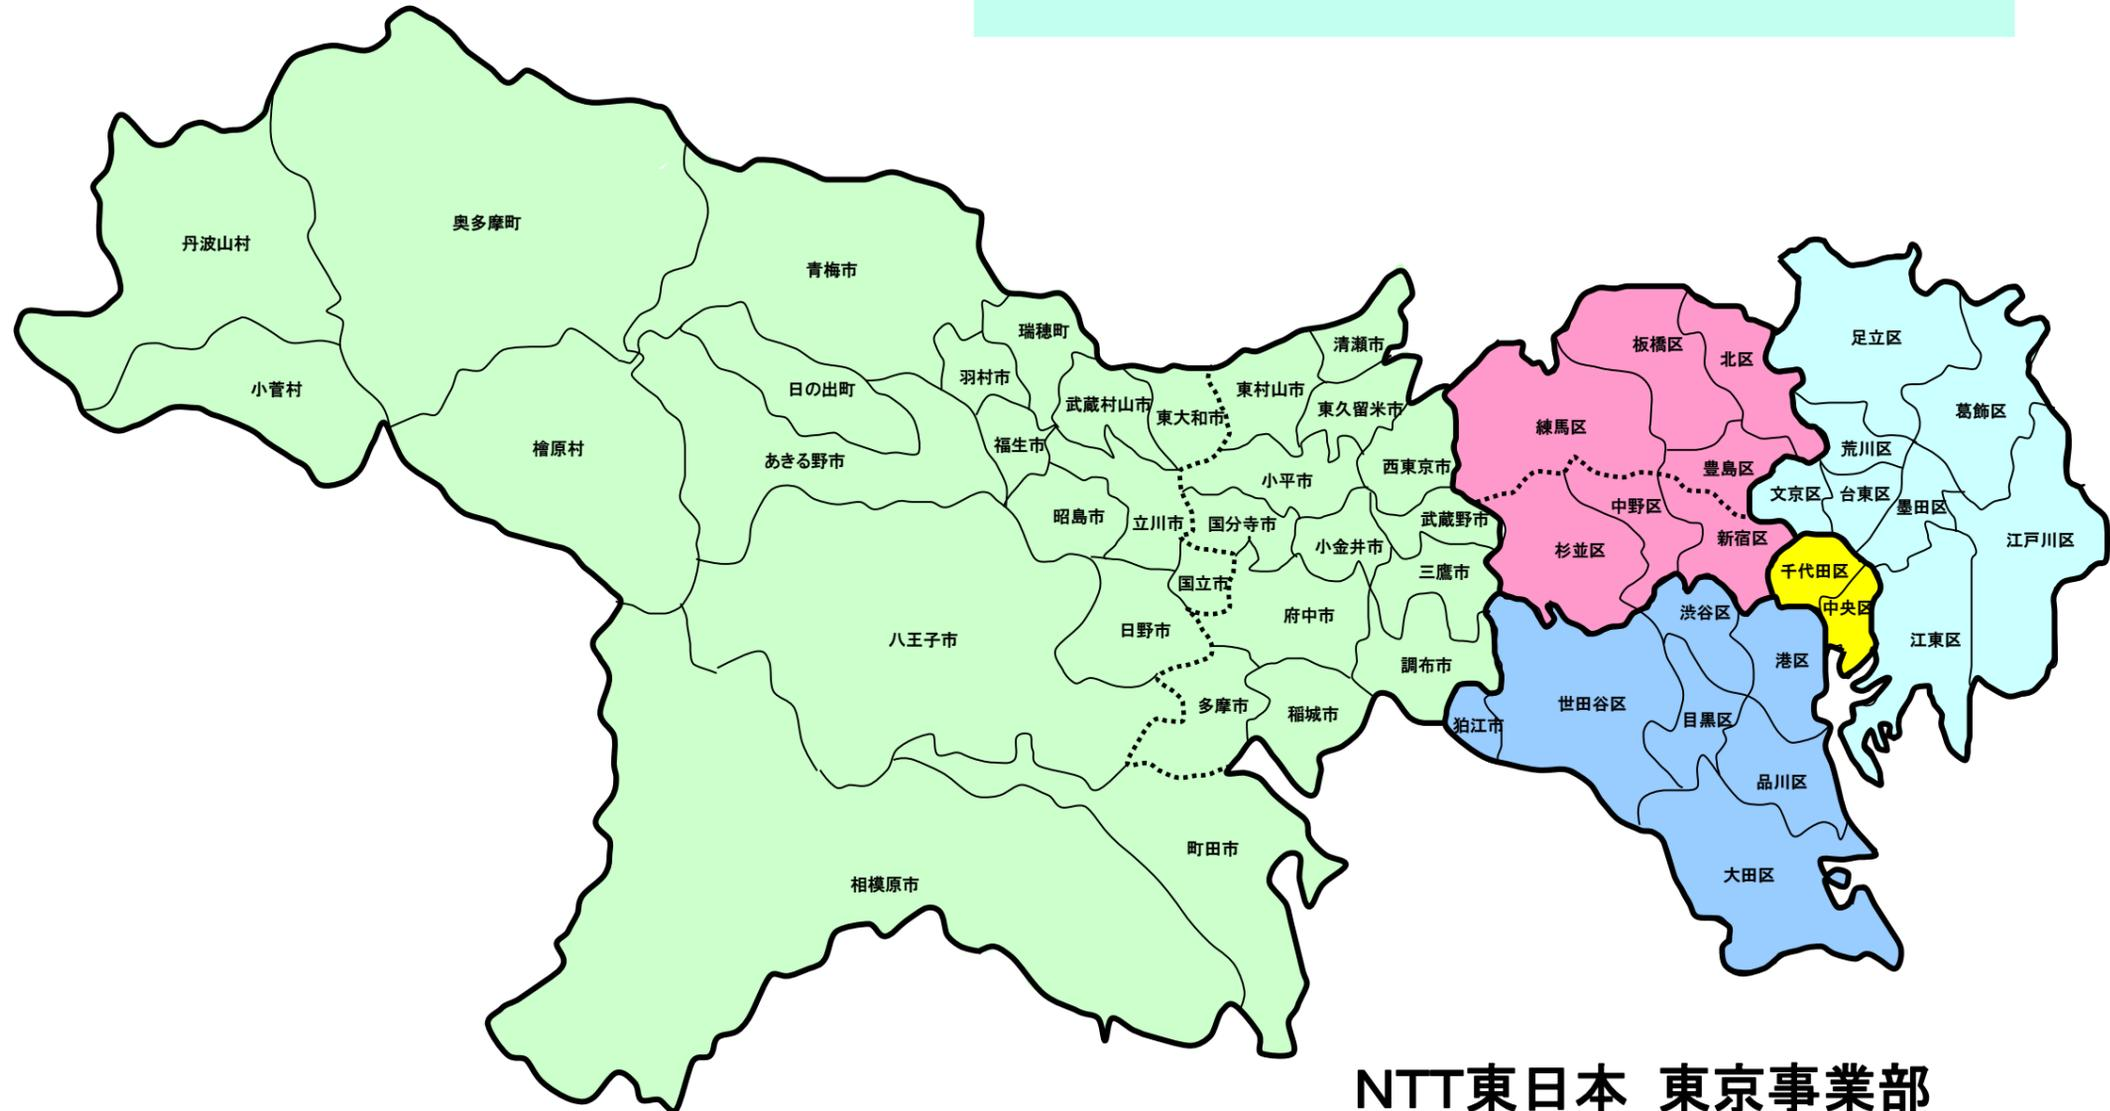 奥多摩町
丹波山村
青梅市
小菅村
瑞穂町
清瀬市
羽村市
日の出町
東村山市
武蔵村山市
東大和市
東久留米市
檜原村
あきる野市
福生市
西東京市
小平市
昭島市
立川市
国分寺市
武蔵野市
小金井市
三鷹市
国立市
府中市
日野市
八王子市
調布市
多摩市
稲城市
町田市
相模原市
板橋区
北区
足立区
練馬区
葛飾区
荒川区
豊島区
文京区
台東区
墨田区
中野区
新宿区
杉並区
江戸川区
千代田区
中央区
渋谷区
江東区
港区
世田谷区
目黒区
狛江市
品川区
大田区
NTT東日本 東京事業部